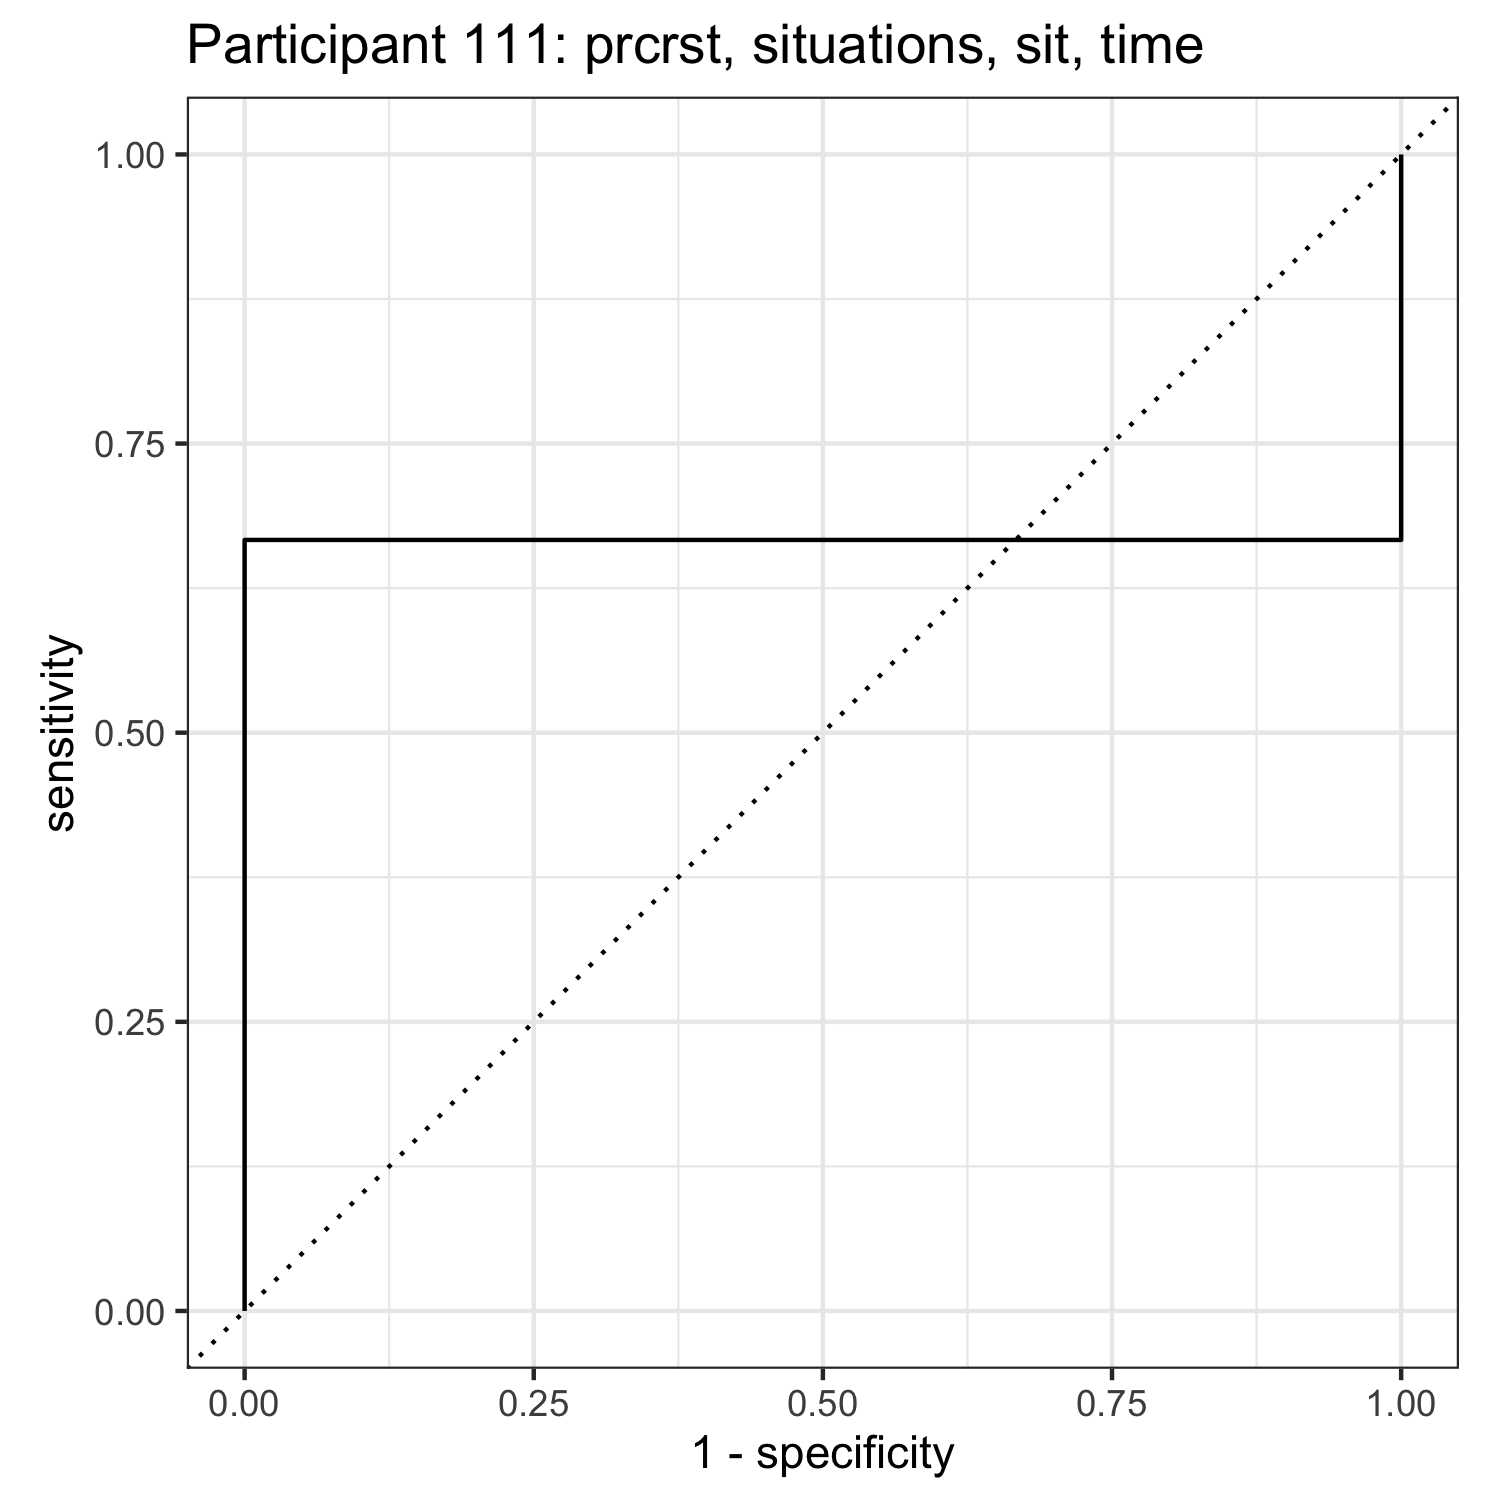 Participant 111: prcrst, situations, sit, time
1.00
0.75
0.50
0.25
0.00
sensitivity
0.00 0.25 0.50 0.75 1.00
1 - specificity